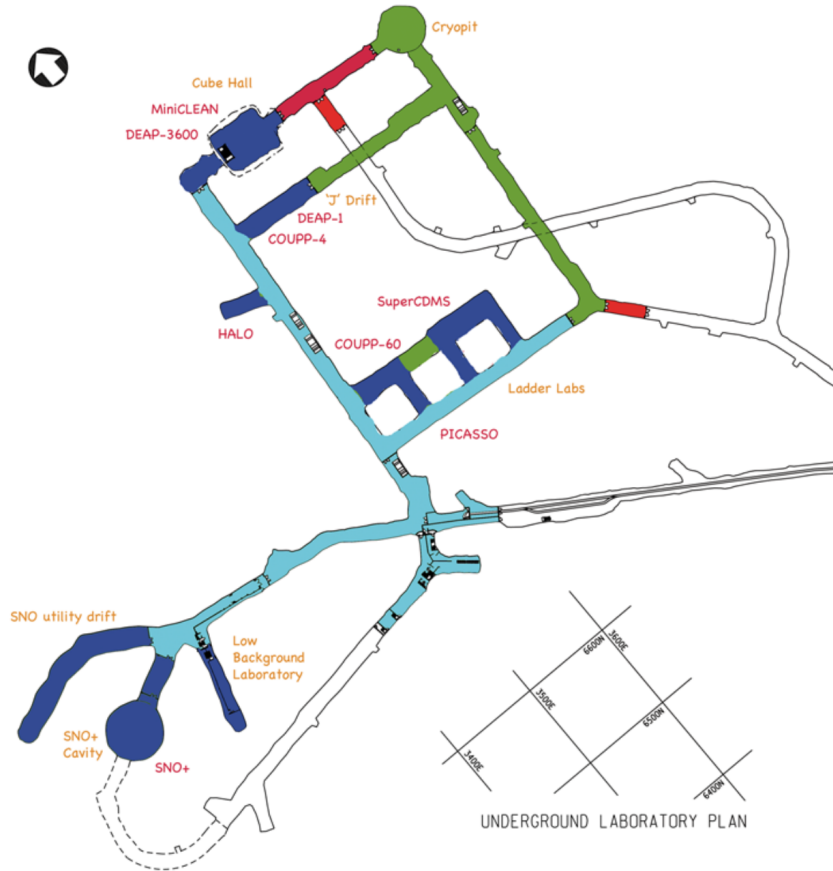 Cryopit
Cube Hall
MiniCLEAN
DEAP-3600
'J' Drift
DEAP-1
COUPP-4
SuperCDMS
HALO
COUPP-60
Ladder Labs
PICASSO
SNO utility drift
Low
Background
Laboratory
SNO+
Cavity
SNO+
6600N
3600E
3500E
6500N
3400E
6400N
UNDERGROUND LABORATORY PLAN